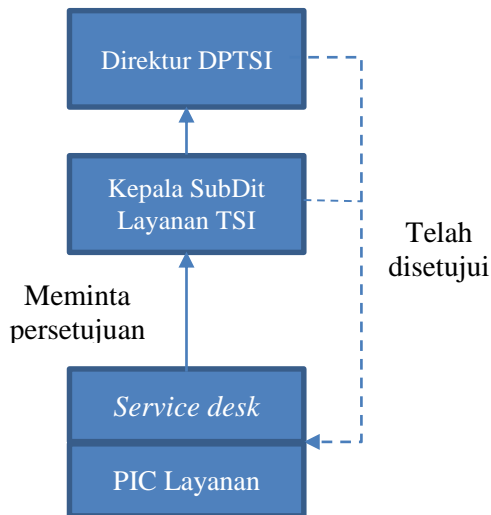 Direktur DPTSI
Kepala SubDit
Layanan TSI
Telah
disetujui
Meminta
persetujuan
Service desk
PIC Layanan